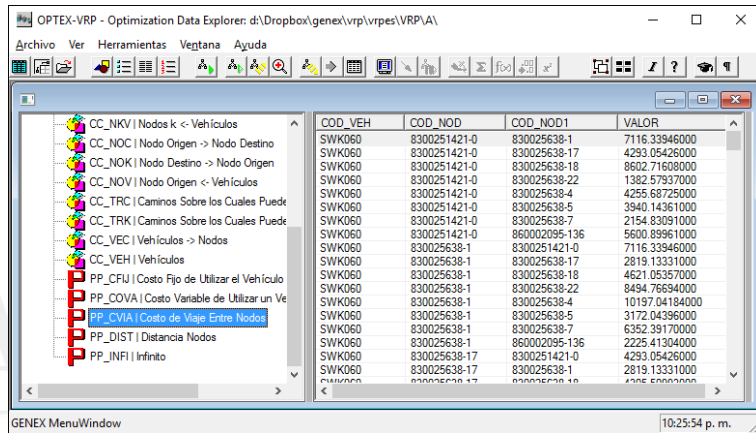 OPTEX-VRP - Optimization Data Explorer: d:\Dropbox\genex\vrp\vrpes\VRP\A\
Archivo Ver Herramientas Ventana Ayuda
CC_NKV | Nodos k <- Vehículos
CC_NOC | Nodo Origen -> Nodo Destino
CC_NOK | Nodo Destino -> Nodo Origen
CC_NOV | Nodo Origen <- Vehículos
CC_TRC | Caminos Sobre los Cuales Puede
CC_TRK | Caminos Sobre los Cuales Puede
CC_VEC | Vehículos -> Nodos
CC_VEH | Vehículos
PP_CFIJ | Costo Fijo de Utilizar el Vehículo
PP_COVA | Costo Variable de Utilizar un Ve
PP_CVIA | Costo de Viaje Entre Nodos
PP_DIST | Distancia Nodos
PP_INFI | Infinito
COD_VEH COD_NOD COD_NOD1 VALOR
SWK060 8300251421-0 830025638-1 7116.33946000
SWK060 8300251421-0 830025638-17 4293.05426000
SWK060 8300251421-0 830025638-18 8602.71608000
SWK060 8300251421-0 830025638-22 1382.57937000
SWK060 8300251421-0 830025638-4 4255.68725000
SWK060 8300251421-0 830025638-5 3940.14361000
SWK060 8300251421-0 830025638-7 2154.83091000
SWK060 8300251421-0 860002095-136 5600.89961000
SWK060 830025638-1 8300251421-0 7116.33946000
SWK060 830025638-1 830025638-17 2819.13331000
SWK060 830025638-1 830025638-18 4621.05357000
SWK060 830025638-1 830025638-22 8494.76694000
SWK060 830025638-1 830025638-4 10197.04184000
SWK060 830025638-1 830025638-5 3172.04396000
SWK060 830025638-1 830025638-7 6352.39170000
SWK060 830025638-1 860002095-136 2225.41304000
SWK060 830025638-17 8300251421-0 4293.05426000
SWK060 830025638-17 830025638-1 2819.13331000
SWK060 830025638-17 830025638-18
GENEX MenuWindow 10:25:54 p. m.